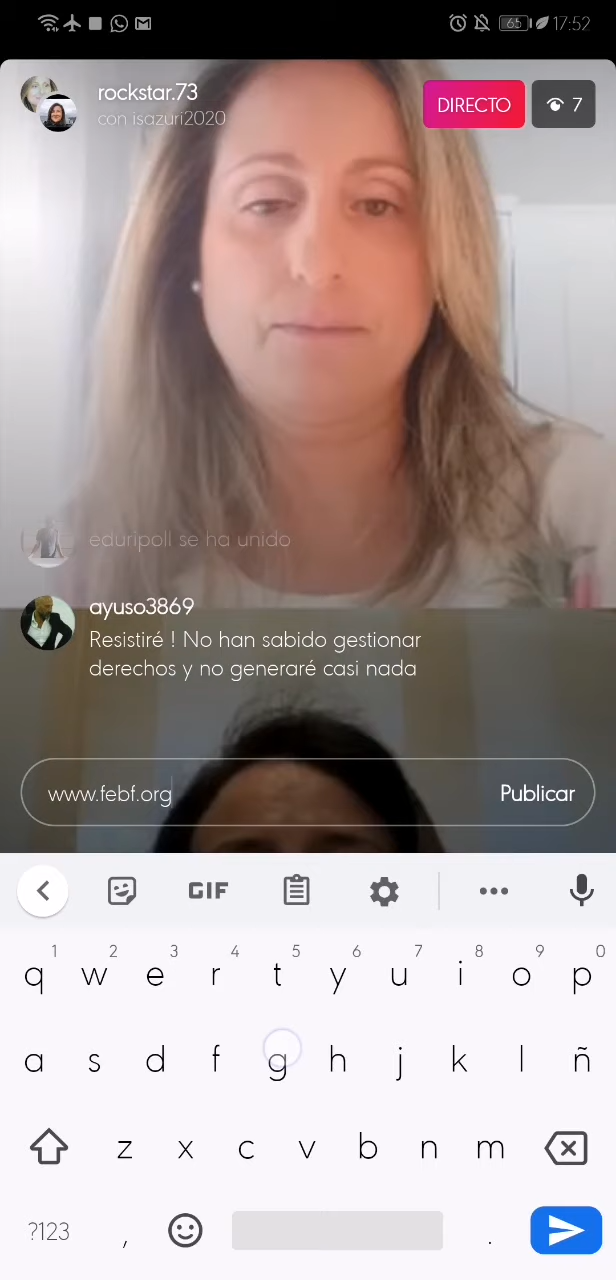 65 17:52
rockstar.73
con isazuri2020
DIRECTO
7
eduripoll se ha unido
ayuso3869
Resistiré ! No han sabido gestionar
derechos y no generaré casi nada
www.febf.org
Publicar
GIF
1 2 3 4 5 6 7 8 9 0
q w e r t y u i o p
a s d f g h j k l ñ
z x c v b n m
?123 , .